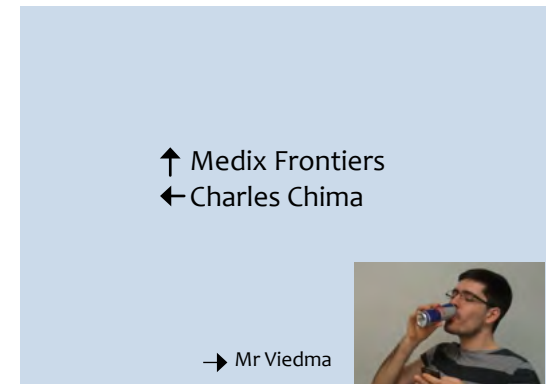 ↑ Medix Frontiers
← Charles Chima
→ Mr Viedma